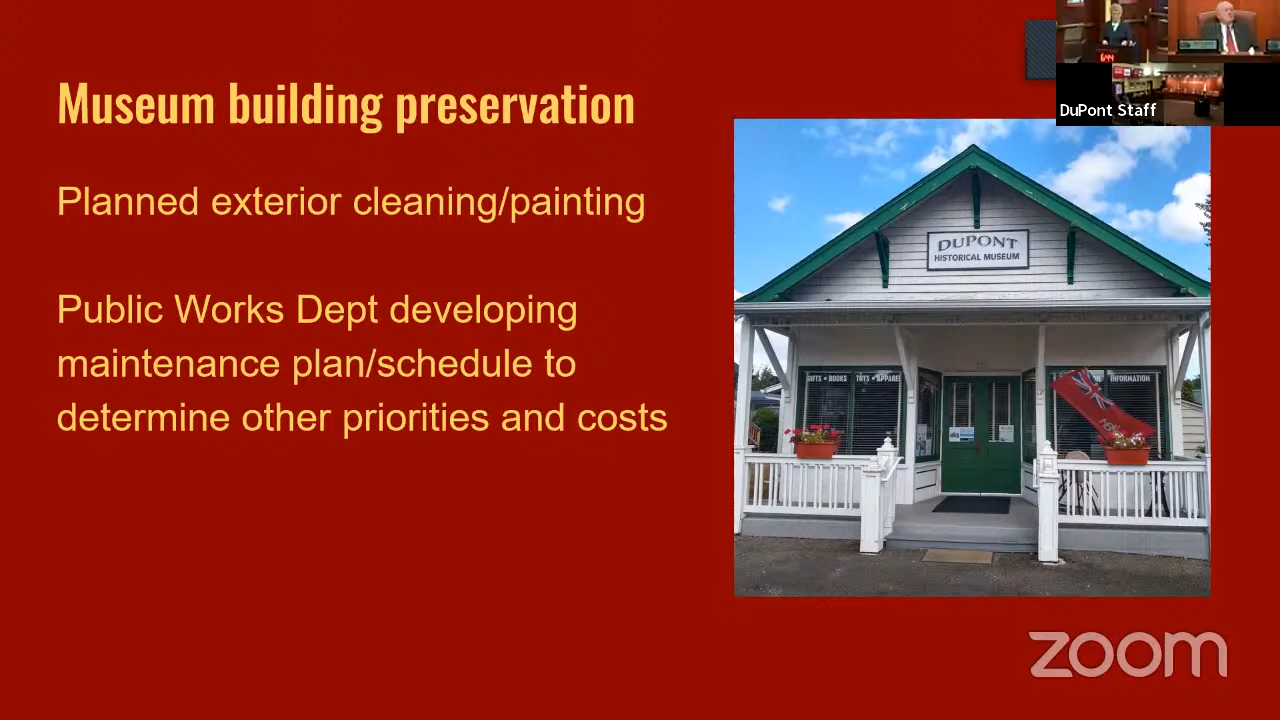 Museum building preservation
Planned exterior cleaning/painting
Public Works Dept developing
maintenance plan/schedule to
determine other priorities and costs
DuPont Staff
DUPONT
HISTORICAL MUSEUM
GIFTS • BOOKS TOYS • APPAREL
INFORMATION
zoom